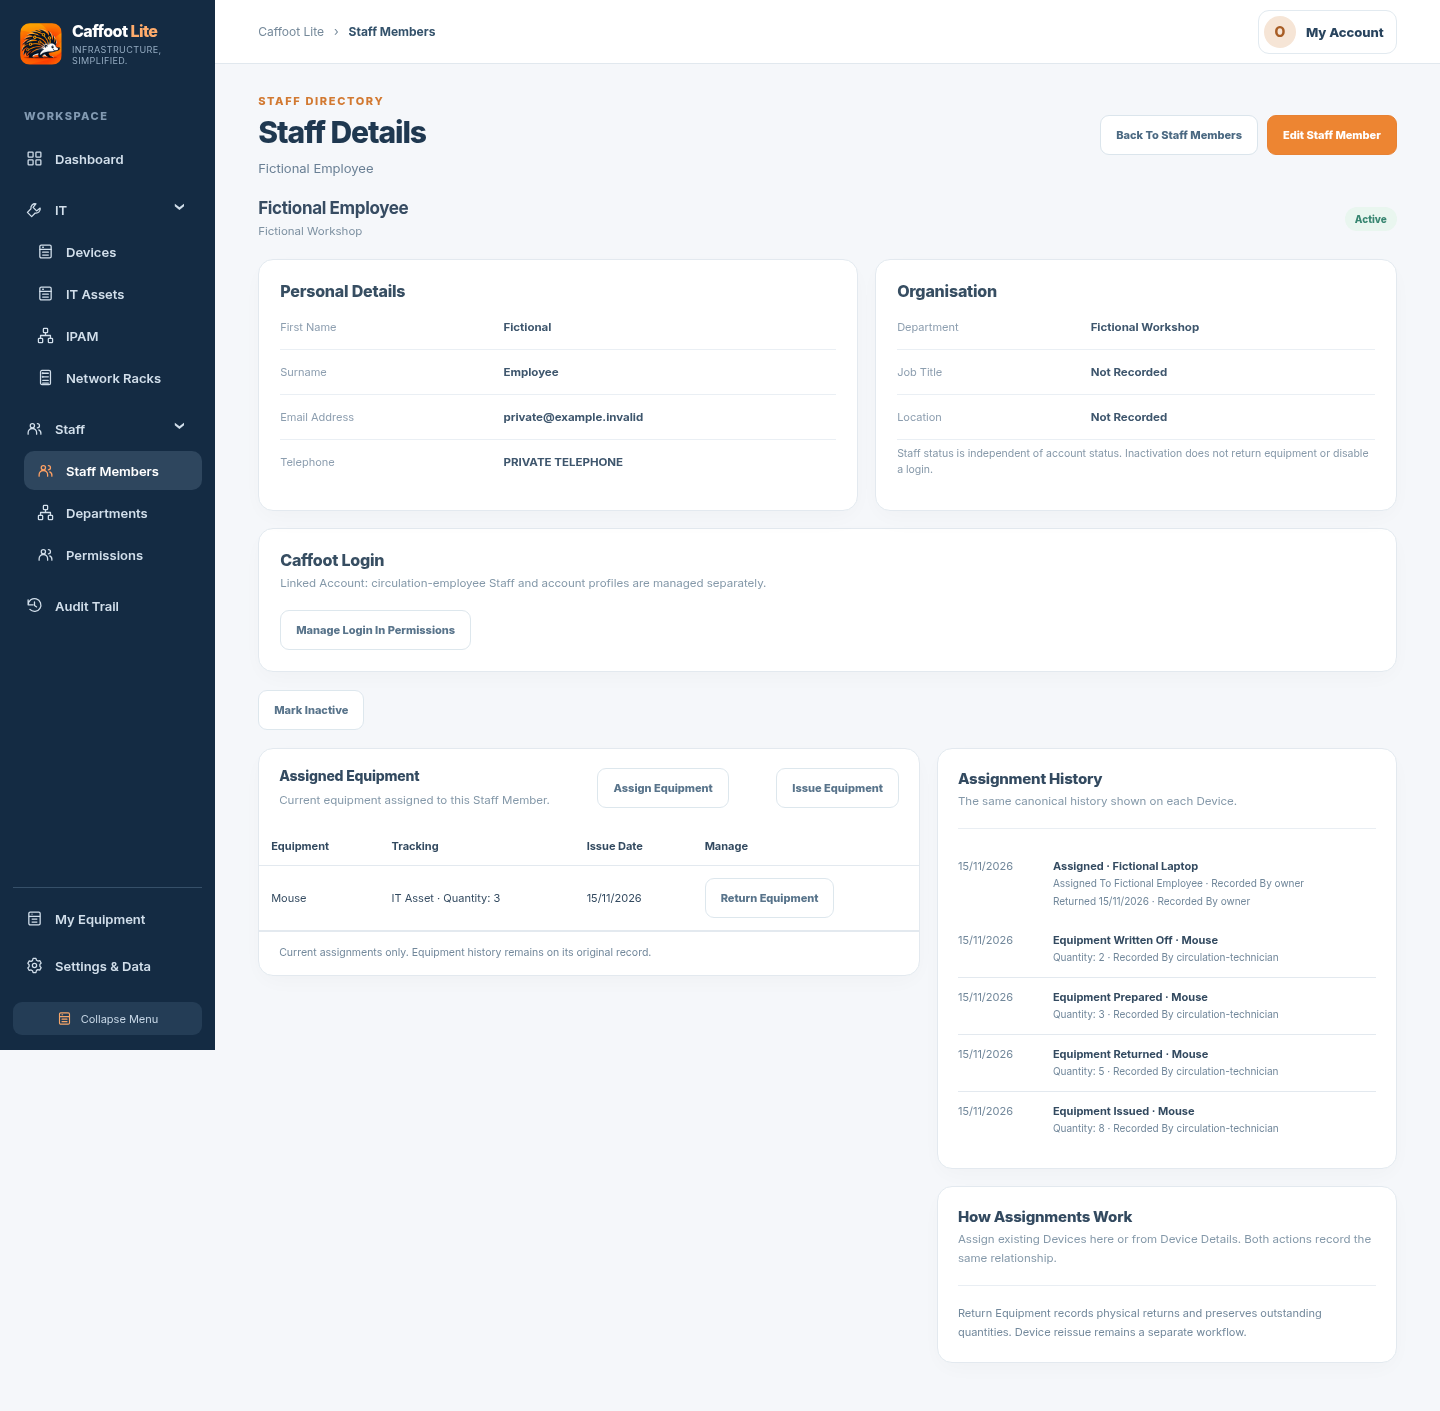 Caffoot Lite
INFRASTRUCTURE,
SIMPLIFIED.
WORKSPACE
Dashboard
IT
Devices
IT Assets
IPAM
Network Racks
Staff
Staff Members
Departments
Permissions
Audit Trail
My Equipment
Settings & Data
Collapse Menu
Caffoot Lite › Staff Members
O My Account
STAFF DIRECTORY
Staff Details
Fictional Employee
Back To Staff Members
Edit Staff Member
Fictional Employee
Fictional Workshop
Active
Personal Details
First Name Fictional
Surname Employee
Email Address private@example.invalid
Telephone PRIVATE TELEPHONE
Organisation
Department Fictional Workshop
Job Title Not Recorded
Location Not Recorded
Staff status is independent of account status. Inactivation does not return equipment or disable
a login.
Caffoot Login
Linked Account: circulation-employee Staff and account profiles are managed separately.
Manage Login In Permissions
Mark Inactive
Assigned Equipment
Current equipment assigned to this Staff Member.
Assign Equipment
Issue Equipment
Equipment Tracking Issue Date Manage
Mouse IT Asset · Quantity: 3 15/11/2026 Return Equipment
Current assignments only. Equipment history remains on its original record.
Assignment History
The same canonical history shown on each Device.
15/11/2026 Assigned · Fictional Laptop
Assigned To Fictional Employee · Recorded By owner
Returned 15/11/2026 · Recorded By owner
15/11/2026 Equipment Written Off · Mouse
Quantity: 2 · Recorded By circulation-technician
15/11/2026 Equipment Prepared · Mouse
Quantity: 3 · Recorded By circulation-technician
15/11/2026 Equipment Returned · Mouse
Quantity: 5 · Recorded By circulation-technician
15/11/2026 Equipment Issued · Mouse
Quantity: 8 · Recorded By circulation-technician
How Assignments Work
Assign existing Devices here or from Device Details. Both actions record the
same relationship.
Return Equipment records physical returns and preserves outstanding
quantities. Device reissue remains a separate workflow.